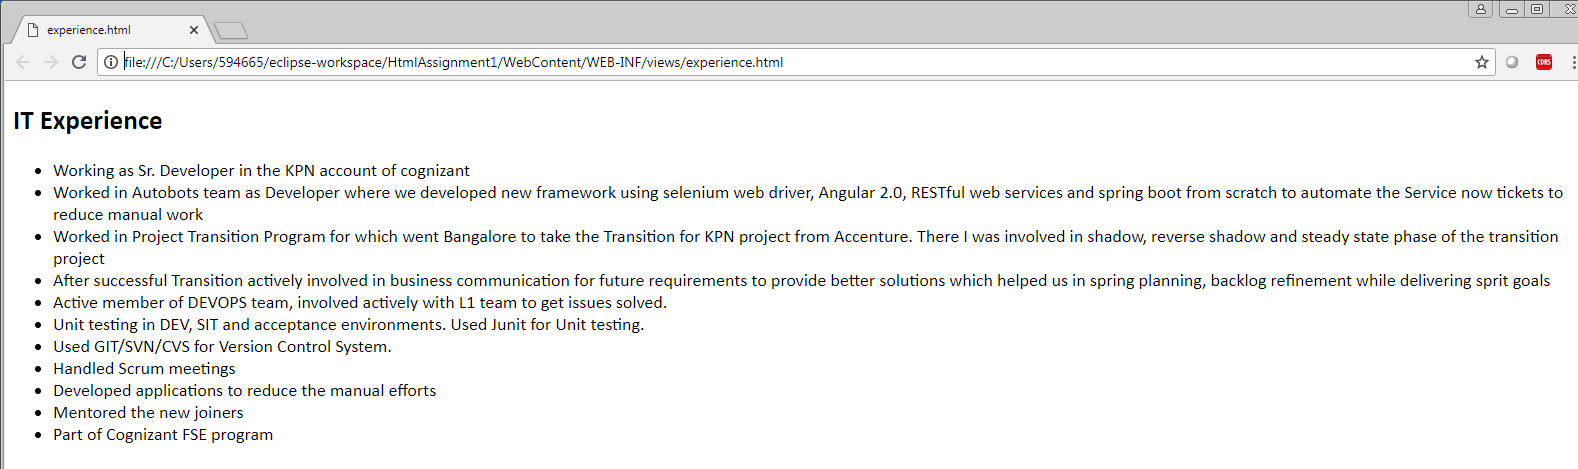 experience.html
file:///C:/Users/594665/eclipse-workspace/HtmlAssignment1/WebContent/WEB-INF/views/experience.html
CORS
IT Experience
Working as Sr. Developer in the KPN account of cognizant
Worked in Autobots team as Developer where we developed new framework using selenium web driver, Angular 2.0, RESTful web services and spring boot from scratch to automate the Service now tickets to
reduce manual work
Worked in Project Transition Program for which went Bangalore to take the Transition for KPN project from Accenture. There I was involved in shadow, reverse shadow and steady state phase of the transition
project
After successful Transition actively involved in business communication for future requirements to provide better solutions which helped us in spring planning, backlog refinement while delivering sprit goals
Active member of DEVOPS team, involved actively with L1 team to get issues solved.
Unit testing in DEV, SIT and acceptance environments. Used Junit for Unit testing.
Used GIT/SVN/CVS for Version Control System.
Handled Scrum meetings
Developed applications to reduce the manual efforts
Mentored the new joiners
Part of Cognizant FSE program